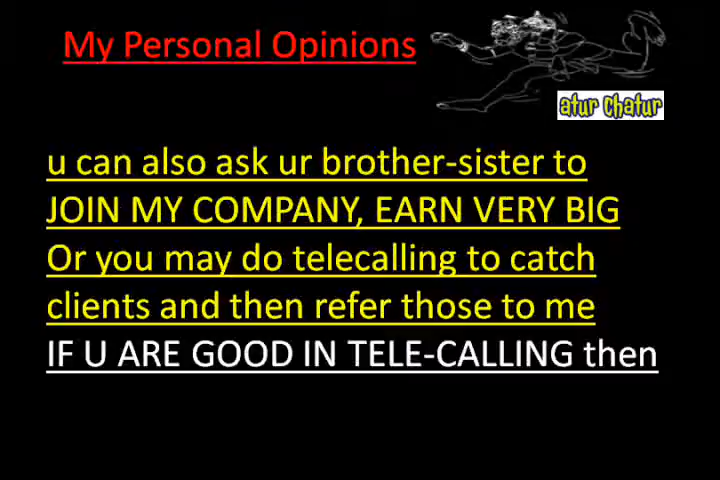 My Personal Opinions
atur chatur
u can also ask ur brother-sister to
JOIN MY COMPANY, EARN VERY BIG
Or you may do telecalling to catch
clients and then refer those to me
IF U ARE GOOD IN TELE-CALLING then